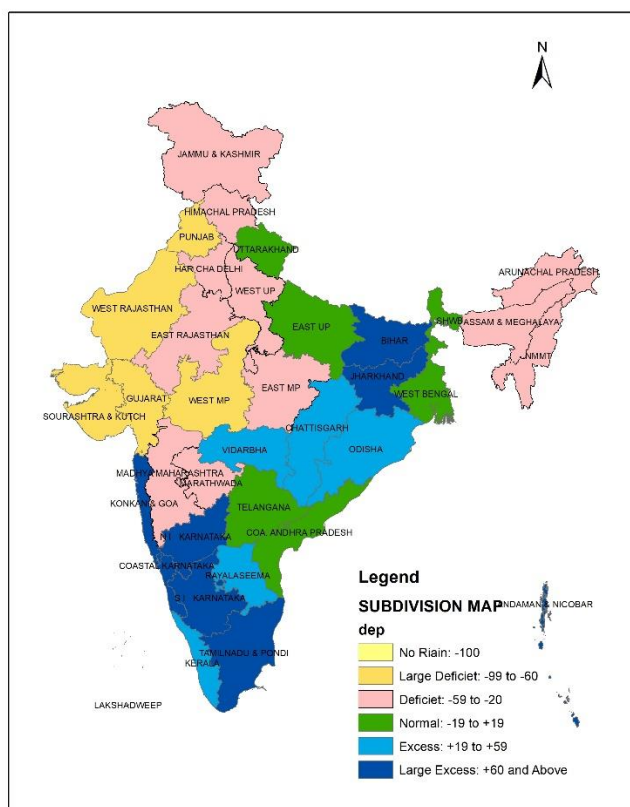 N
JAMMU & KASHMIR
HIMACHAL PRADESH
PUNJAB
UTTARAKHAND
HAR CHA DELHI
ARUNACHAL PRADESH
WEST UP
WEST RAJASTHAN
SHWB
ASSAM & MEGHALAYA
EAST RAJASTHAN
EAST UP
BIHAR
NMMT
JHARKHAND
GUJARAT
WEST MP
EAST MP
WEST BENGAL
SOURASHTRA & KUTCH
CHATTISGARH
VIDARBHA
ODISHA
MADHYA MAHARASHTRA
MARATHWADA
KONKAN & GOA
TELANGANA
N I KARNATAKA
COA. ANDHRA PRADESH
COASTAL KARNATAKA
RAYALASEEMA
S I KARNATAKA
TAMILNADU & PONDI
KERALA
LAKSHADWEEP
NDAMAN & NICOBAR
Legend
SUBDIVISION MAP
dep
No Riain: -100
Large Deficiet: -99 to -60
Deficiet: -59 to -20
Normal: -19 to +19
Excess: +19 to +59
Large Excess: +60 and Above